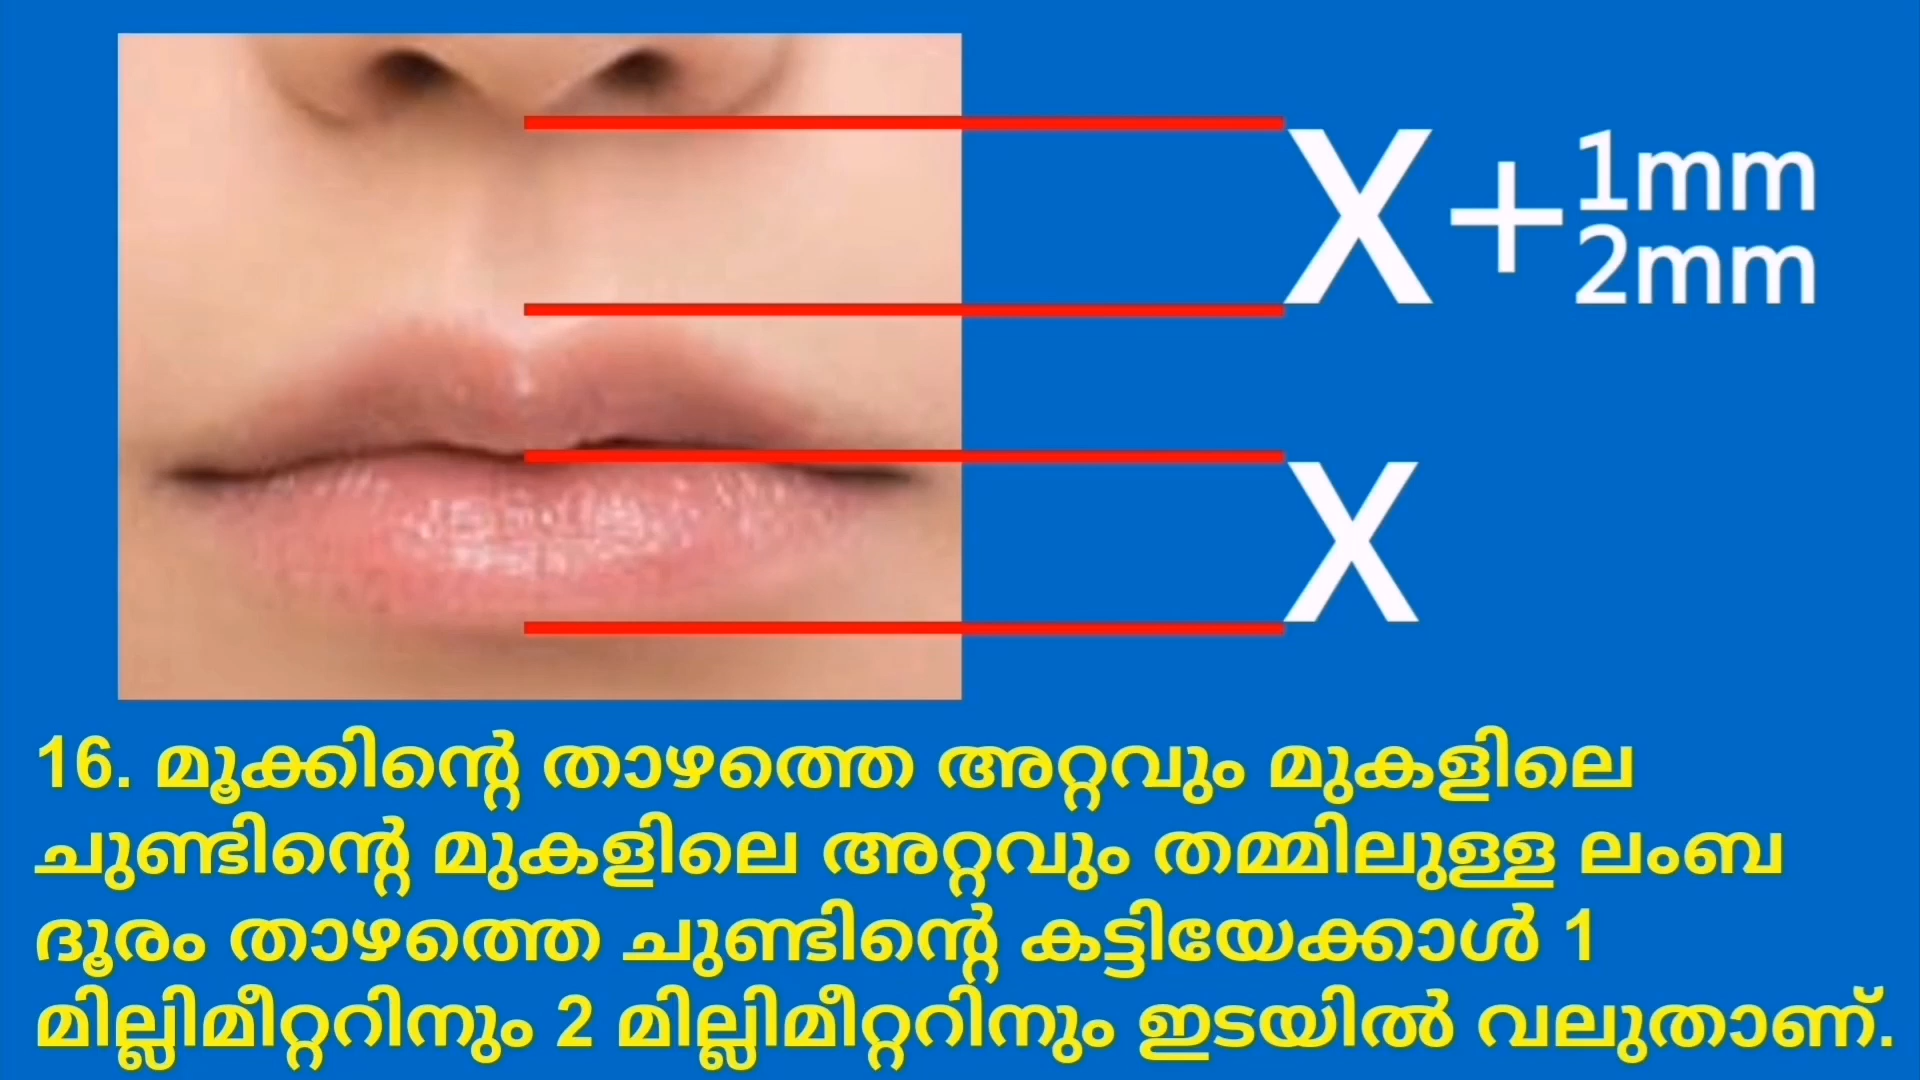 X+1mm
2mm
X
16. മൂക്കിന്റെ താഴത്തെ അറ്റവും മുകളിലെ
ചുണ്ടിന്റെ മുകളിലെ അറ്റവും തമ്മിലുള്ള ലംബ
ദൂരം താഴത്തെ ചുണ്ടിന്റെ കട്ടിയേക്കാൾ 1
മില്ലിമീറ്ററിനും 2 മില്ലിമീറ്ററിനും ഇടയിൽ വലുതാണ്.